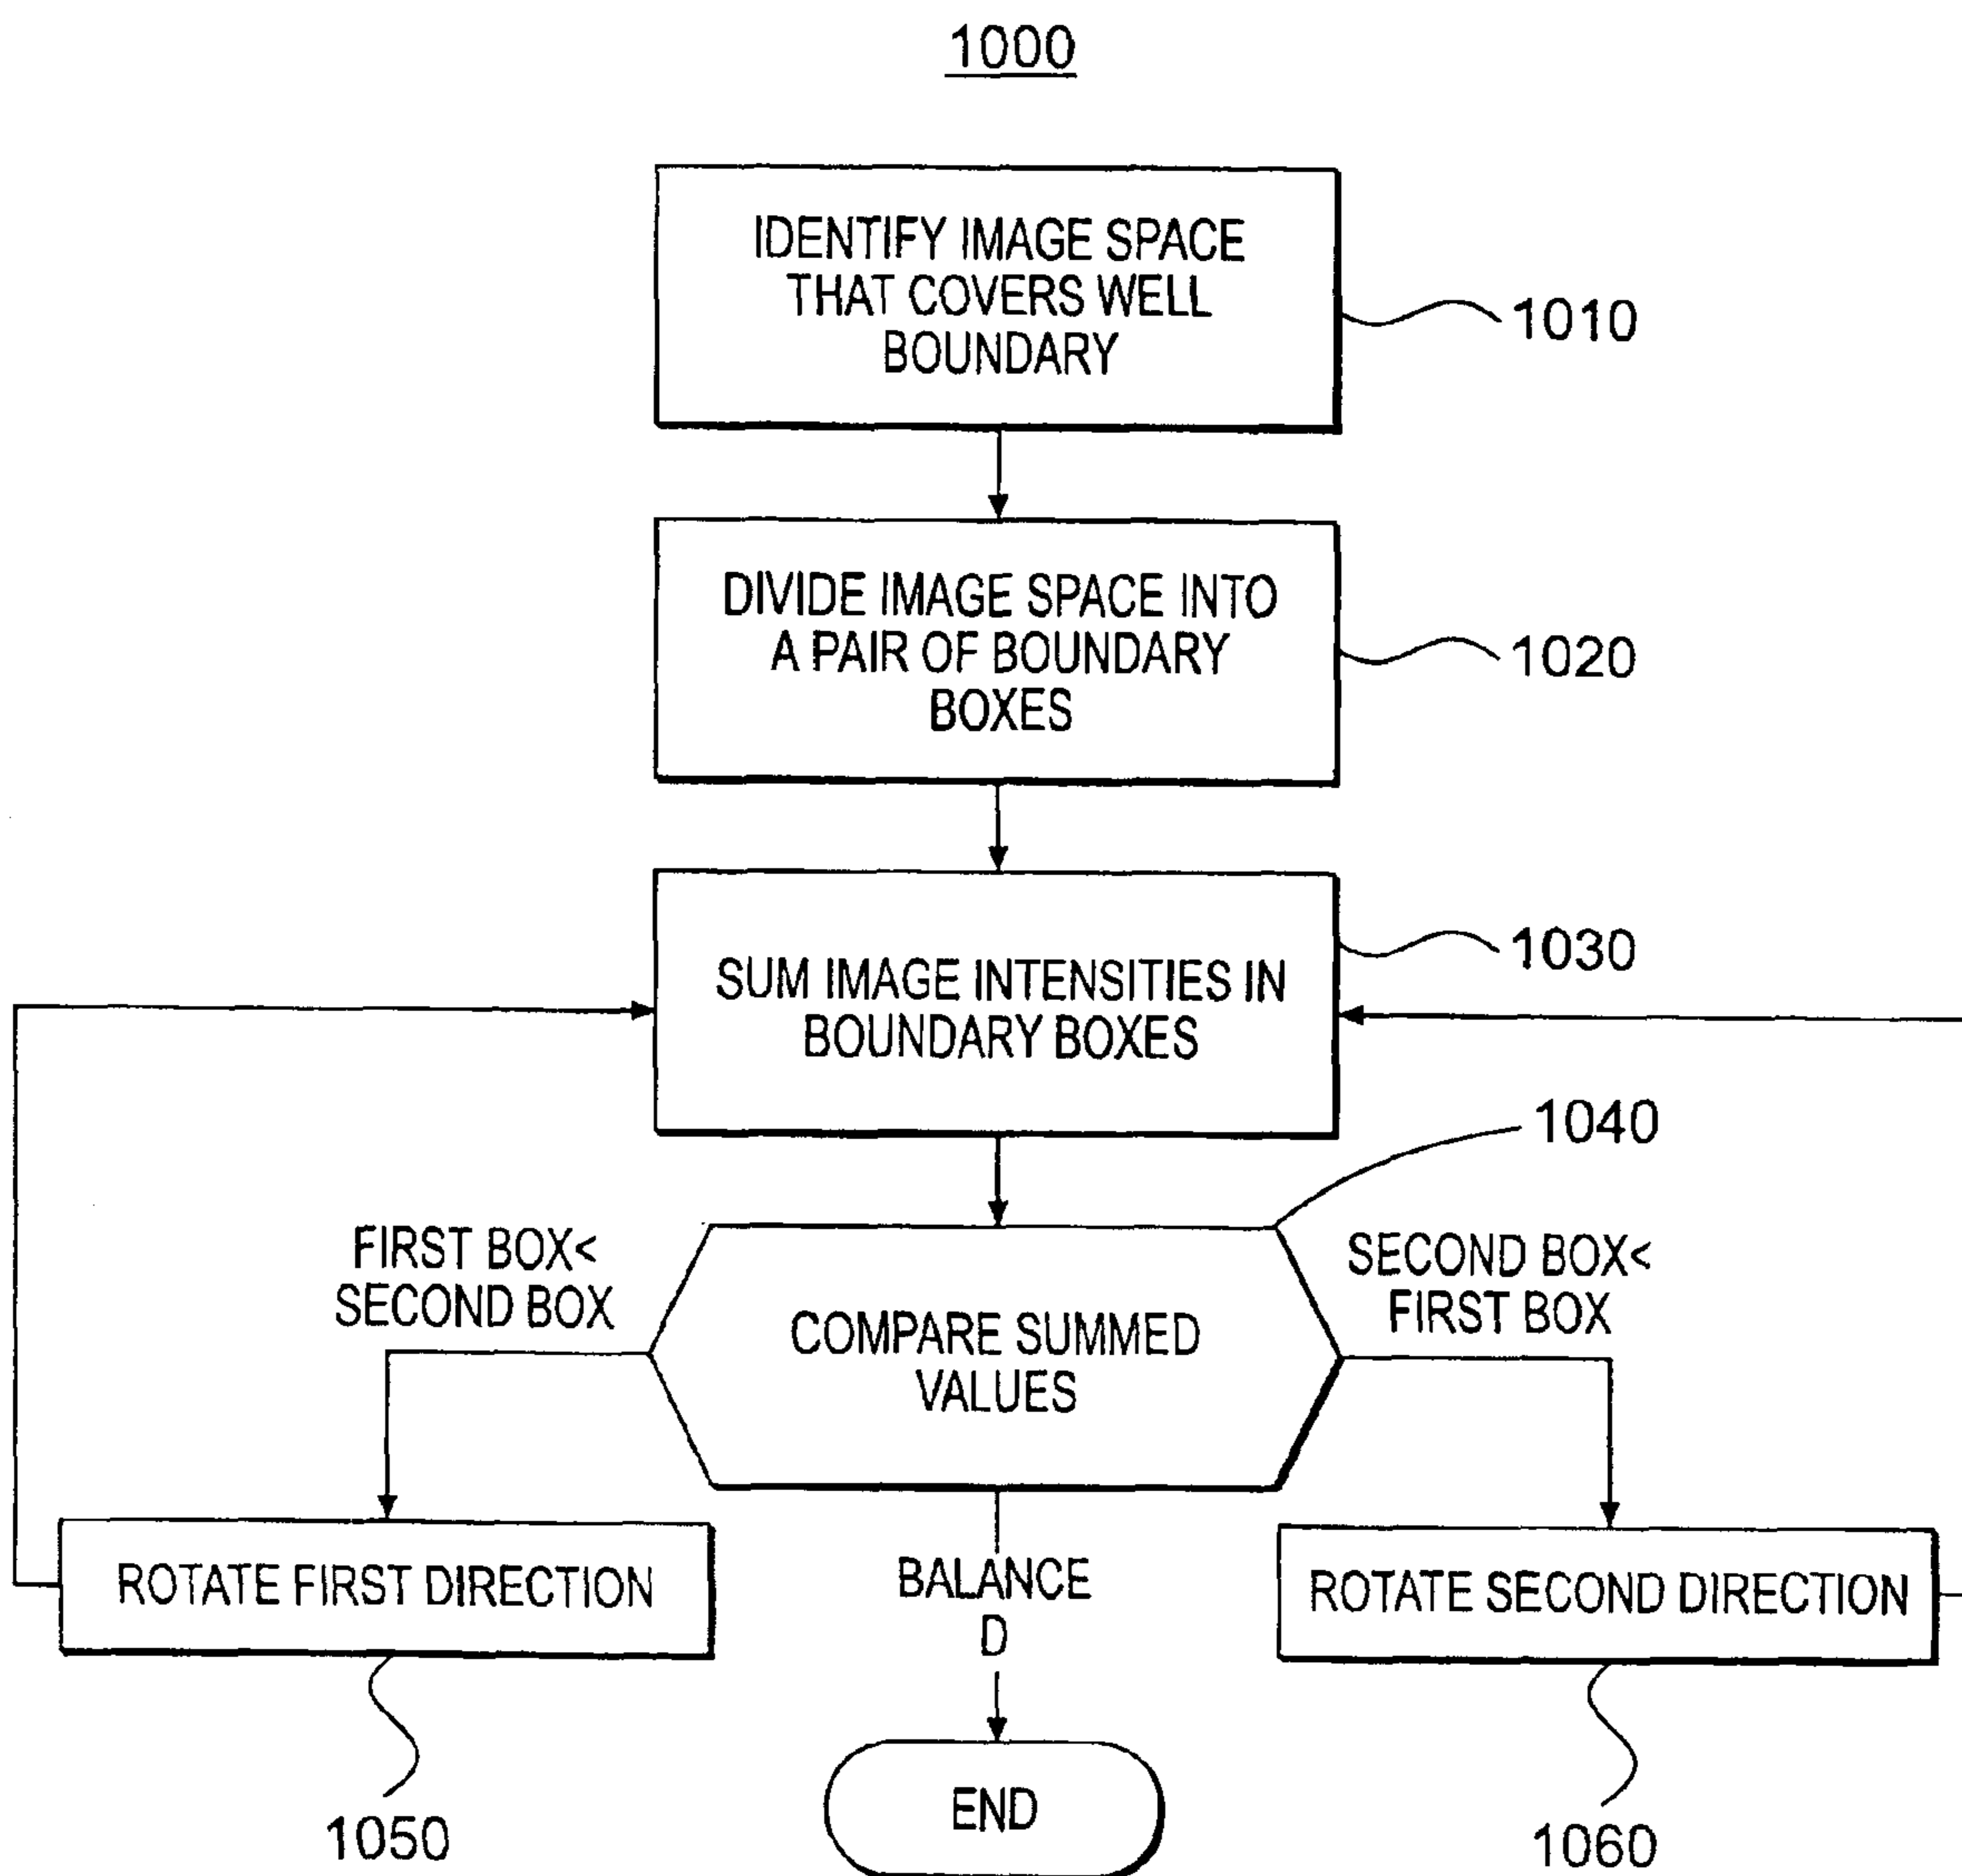 1000
IDENTIFY IMAGE SPACE
THAT COVERS WELL
BOUNDARY
1010
DIVIDE IMAGE SPACE INTO
A PAIR OF BOUNDARY
BOXES
1020
SUM IMAGE INTENSITIES IN
BOUNDARY BOXES
1030
1040
FIRST BOX<
SECOND BOX
COMPARE SUMMED
VALUES
SECOND BOX<
FIRST BOX
ROTATE FIRST DIRECTION
BALANCE
D
ROTATE SECOND DIRECTION
END
1050
1060